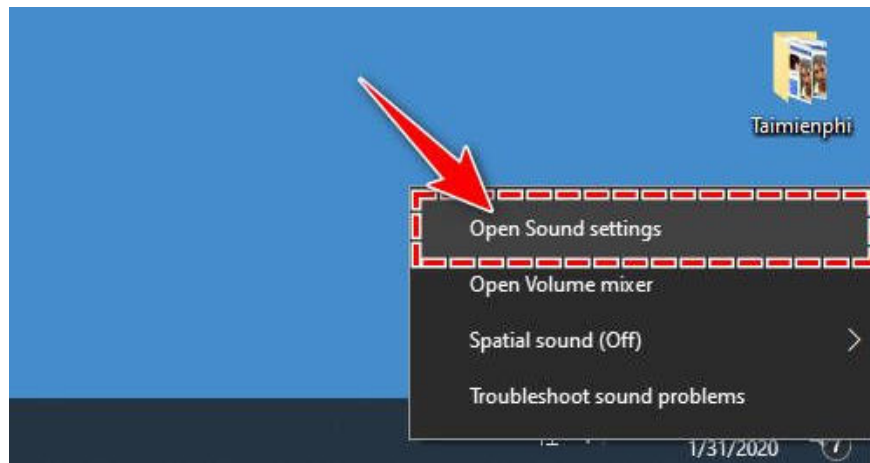 Taimienphi
Open Sound settings
Open Volume mixer
Spatial sound (Off)
Troubleshoot sound problems
1/31/2020